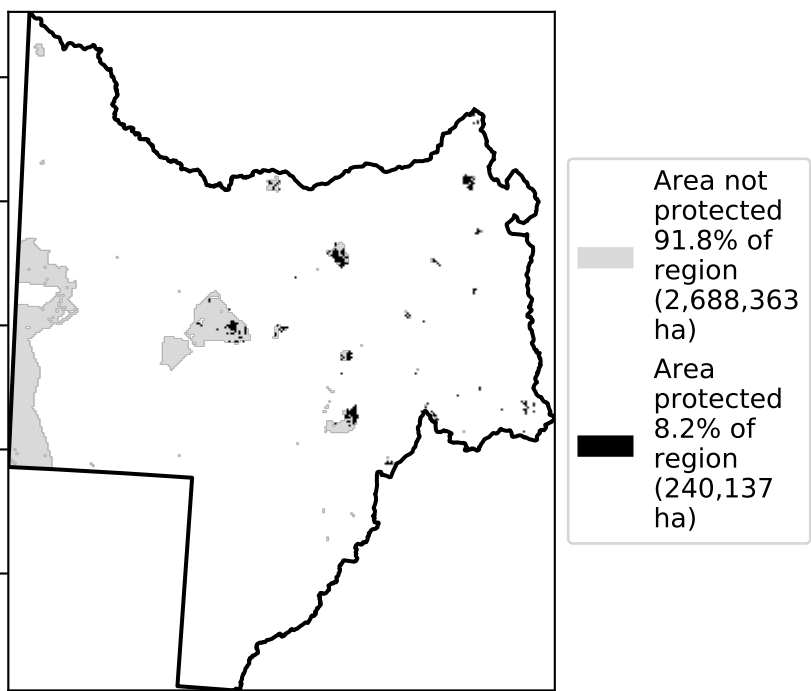 Area not
protected
91.8% of
region
(2,688,363
ha)
Area
protected
8.2% of
region
(240,137
ha)